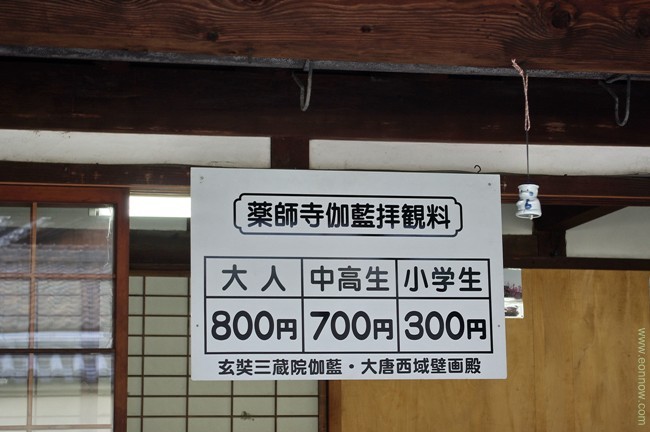 薬師寺伽藍拝観料
大人 中高生 小学生
800円 700円 300円
玄奘三蔵院伽藍・大唐西域壁画殿
www.eonnow.com